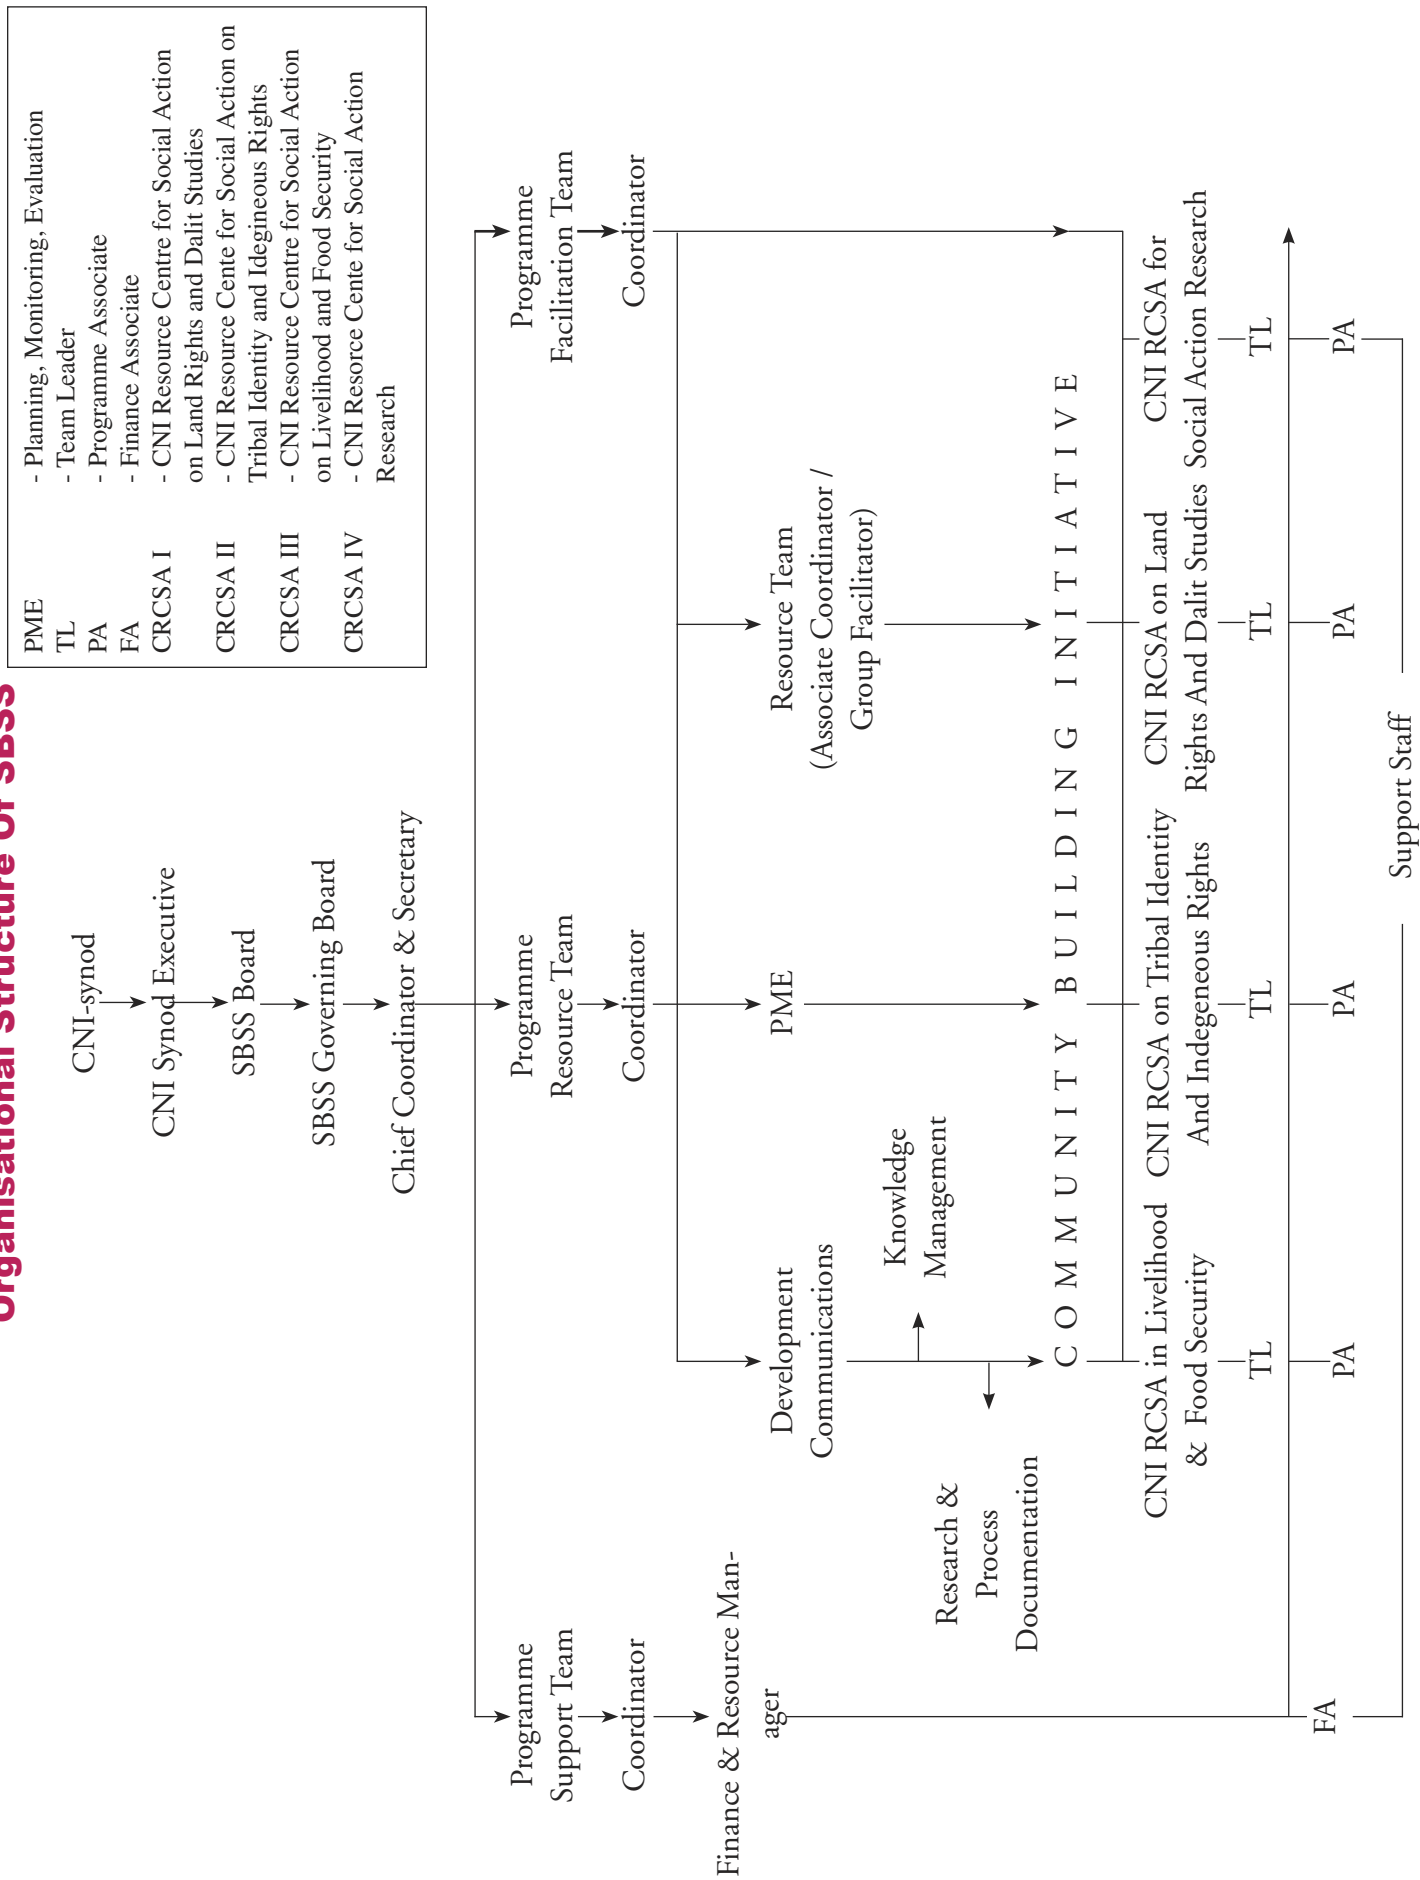 Organisational Structure Of SBSS
PME - Planning, Monitoring, Evaluation
TL - Team Leader
PA - Programme Associate
FA - Finance Associate
CRCSA I - CNI Resource Centre for Social Action
on Land Rights and Dalit Studies
CRCSA II - CNI Resource Cente for Social Action on
Tribal Identity and Idegineous Rights
CRCSA III - CNI Resource Centre for Social Action
on Livelihood and Food Security
CRCSA IV - CNI Resorce Cente for Social Action
Research
CNI-synod
CNI Synod Executive
SBSS Board
SBSS Governing Board
Chief Coordinator & Secretary
Programme
Support Team
Coordinator
Finance & Resource Man-
ager
Programme
Resource Team
Coordinator
Programme
Facilitation Team
Coordinator
Development
Communications
Knowledge
Management
Research &
Process
Documentation
PME
Resource Team
(Associate Coordinator /
Group Facilitator)
COMMUNITY BUILDING INITIATIVE
CNI RCSA in Livelihood
& Food Security
CNI RCSA on Tribal Identity
And Indegeneous Rights
CNI RCSA on Land
Rights And Dalit Studies
CNI RCSA for
Social Action Research
TL
TL
TL
TL
FA
PA
PA
PA
PA
Support Staff